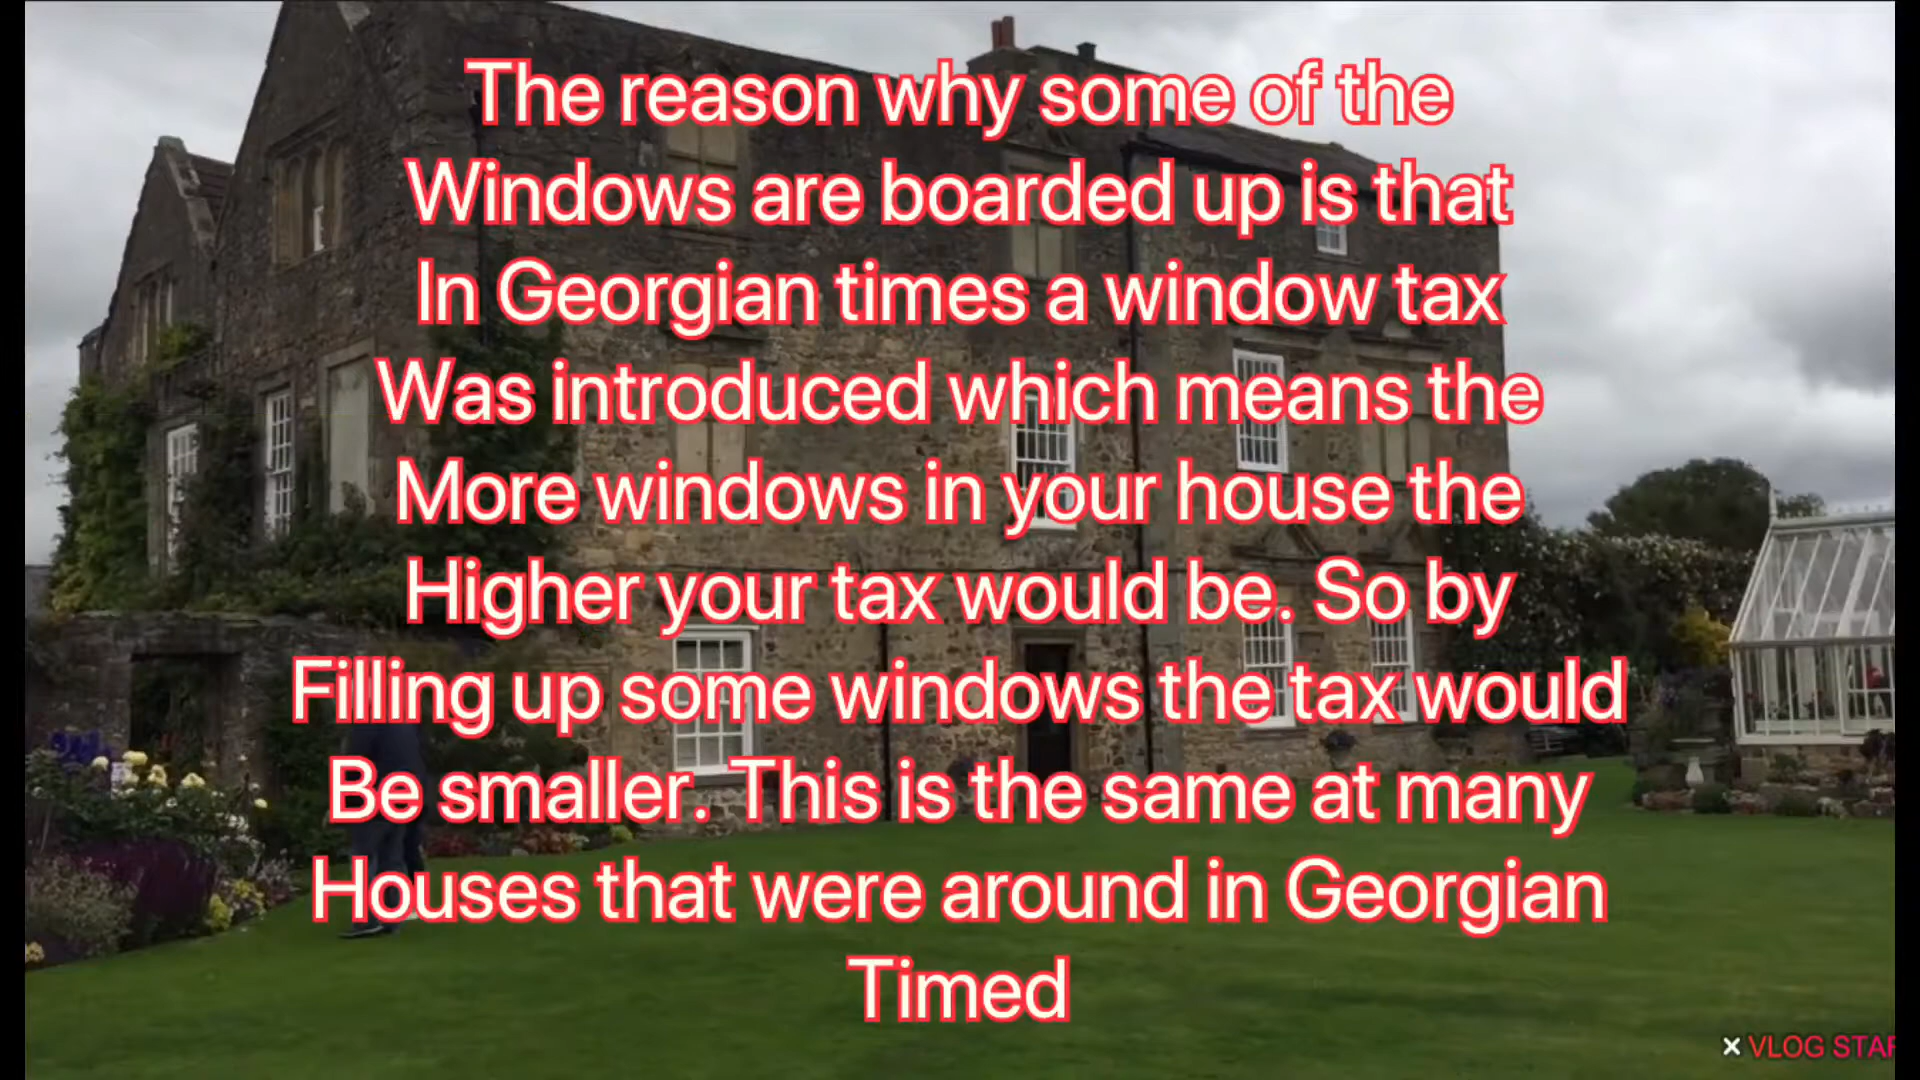 The reason why some of the
Windows are boarded up is that
In Georgian times a window tax
Was introduced which means the
More windows in your house the
Higher your tax would be. So by
Filling up some windows the tax would
Be smaller. This is the same at many
Houses that were around in Georgian
Timed
× VLOG STAR